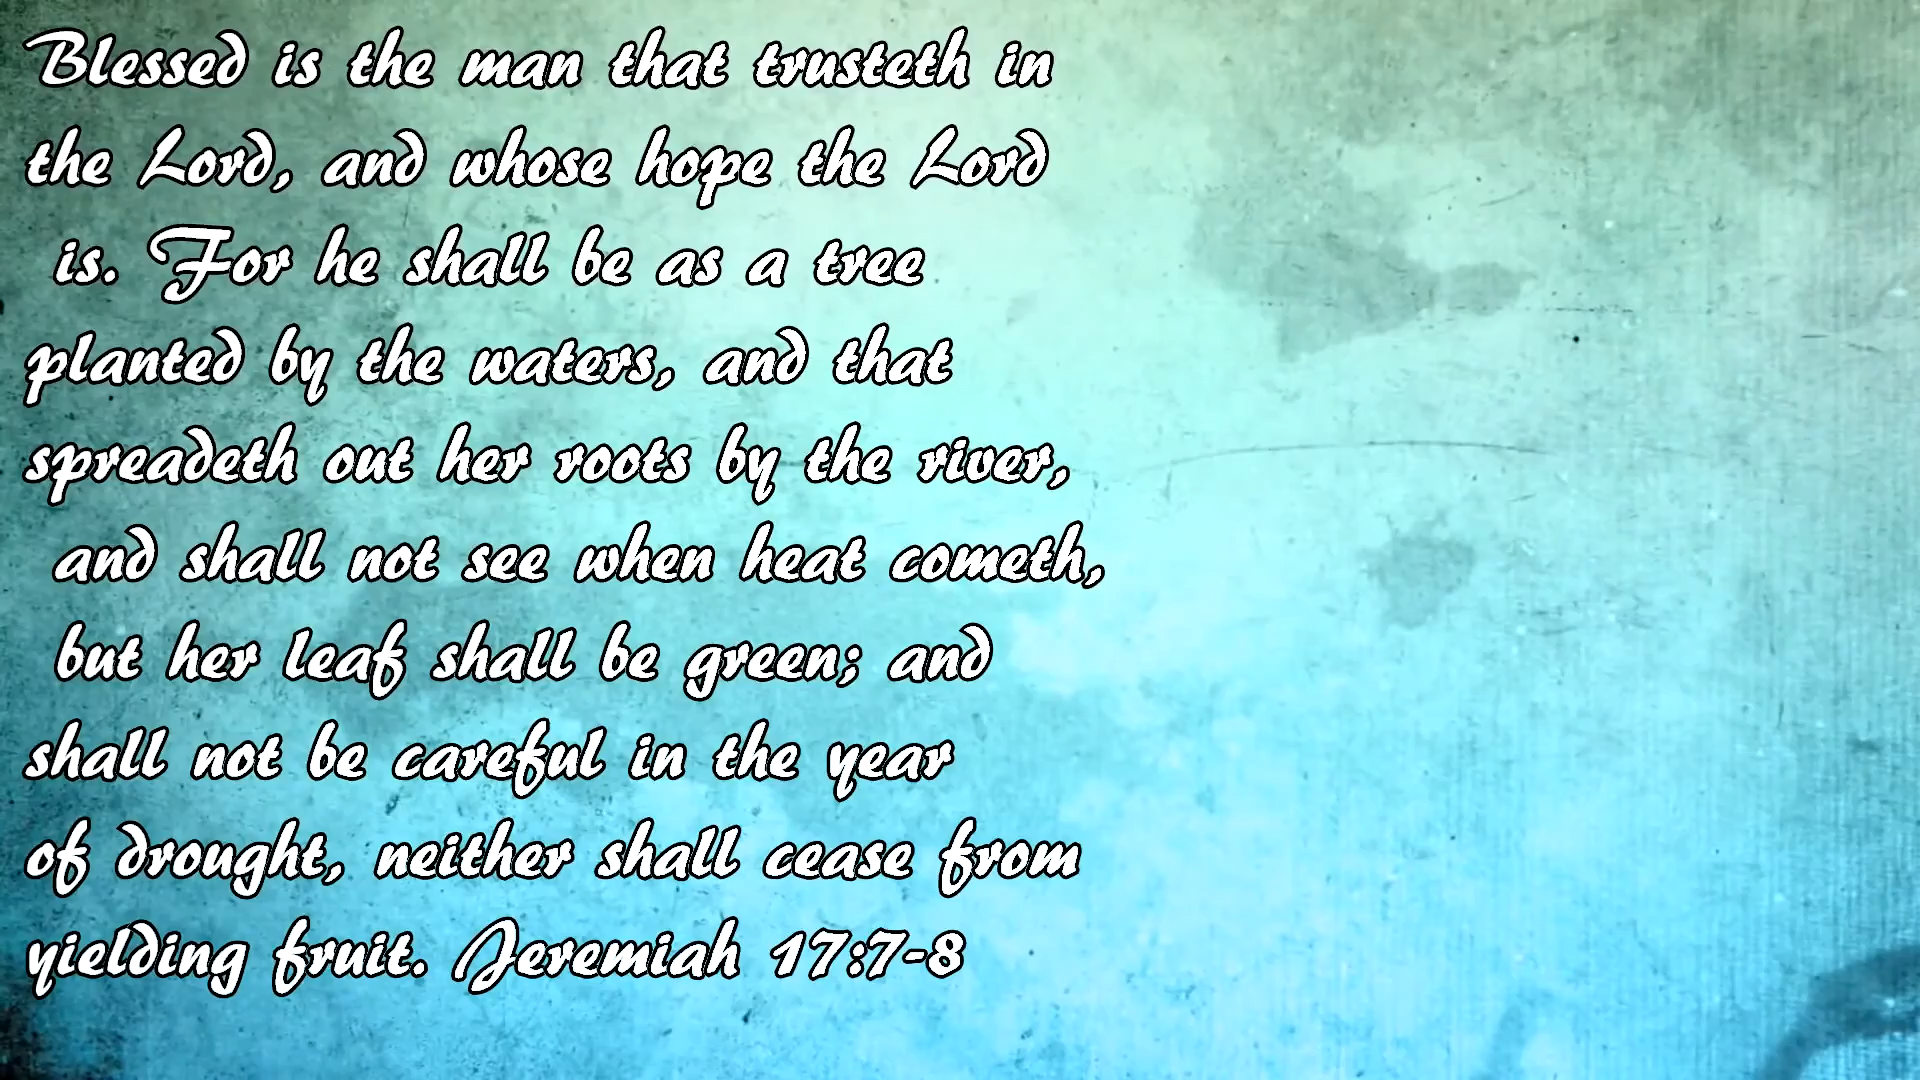 Blessed is the man that trusteth in
the Lord, and whose hope the Lord
is. For he shall be as a tree
planted by the waters, and that
spreadeth out her roots by the river,
and shall not see when heat cometh,
but her leaf shall be green; and
shall not be careful in the year
of drought, neither shall cease from
yielding fruit. Jeremiah 17:7-8